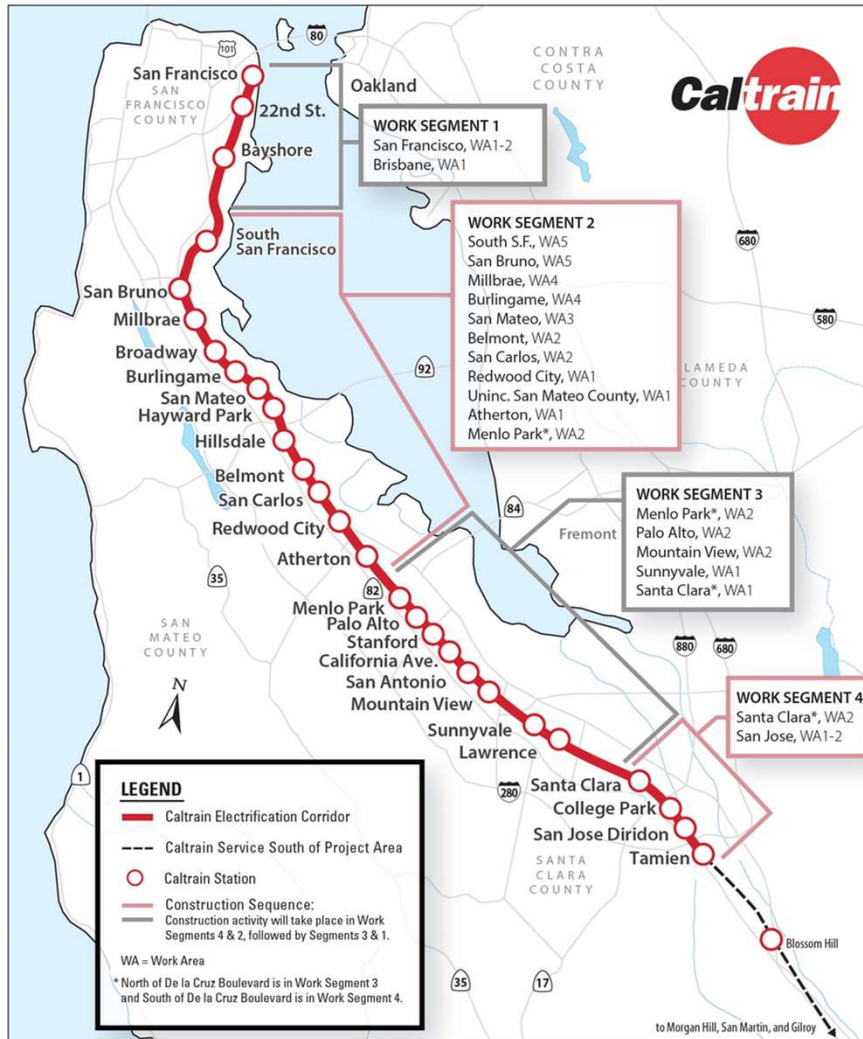 Caltrain
101
80
San Francisco
SAN
FRANCISCO
COUNTY
22nd St.
Bayshore
Oakland
CONTRA
COSTA
COUNTY
WORK SEGMENT 1
San Francisco, WA1-2
Brisbane, WA1
South
San Francisco
WORK SEGMENT 2
South S.F., WA5
San Bruno, WA5
Millbrae, WA4
Burlingame, WA4
San Mateo, WA3
Belmont, WA2
San Carlos, WA2
Redwood City, WA1
Uninc. San Mateo County, WA1
Atherton, WA1
Menlo Park*, WA2
680
580
San Bruno
Millbrae
Broadway
Burlingame
San Mateo
Hayward Park
Hillsdale
Belmont
San Carlos
Redwood City
Atherton
92
LAMEDA
COUNTY
84
Fremont
WORK SEGMENT 3
Menlo Park*, WA2
Palo Alto, WA2
Mountain View, WA2
Sunnyvale, WA1
Santa Clara*, WA1
35
82
SAN
MATEO
COUNTY
N
Menlo Park
Palo Alto
Stanford
California Ave.
San Antonio
Mountain View
Sunnyvale
Lawrence
880
680
WORK SEGMENT 4
Santa Clara*, WA2
San Jose, WA1-2
1
280
Santa Clara
College Park
San Jose Diridon
Tamien
SANTA
CLARA
COUNTY
Blossom Hill
35
17
to Morgan Hill, San Martin, and Gilroy
LEGEND
Caltrain Electrification Corridor
Caltrain Service South of Project Area
Caltrain Station
Construction Sequence:
Construction activity will take place in Work
Segments 4 & 2, followed by Segments 3 & 1.
WA = Work Area
* North of De la Cruz Boulevard is in Work Segment 3
and South of De la Cruz Boulevard is in Work Segment 4.